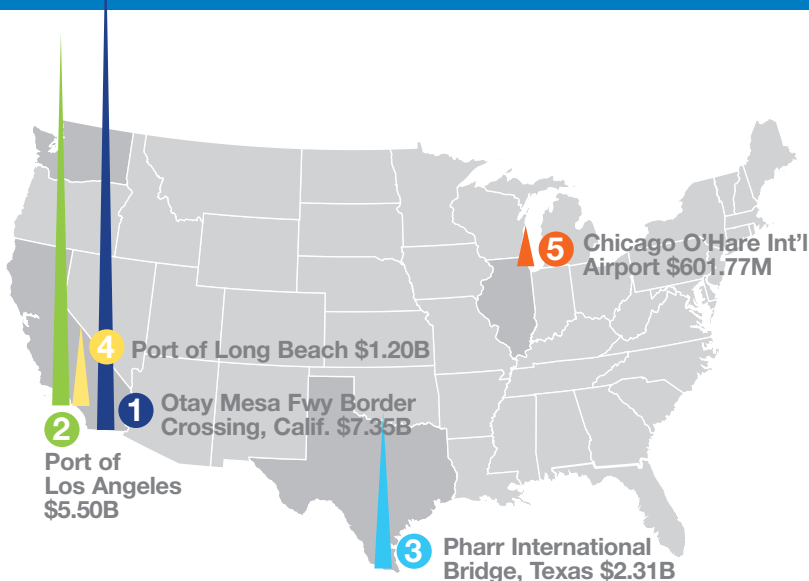 5
Chicago O'Hare Int'l
Airport $601.77M
4
Port of Long Beach $1.20B
1
Otay Mesa Fwy Border
Crossing, Calif. $7.35B
2
Port of
Los Angeles
$5.50B
3
Pharr International
Bridge, Texas $2.31B